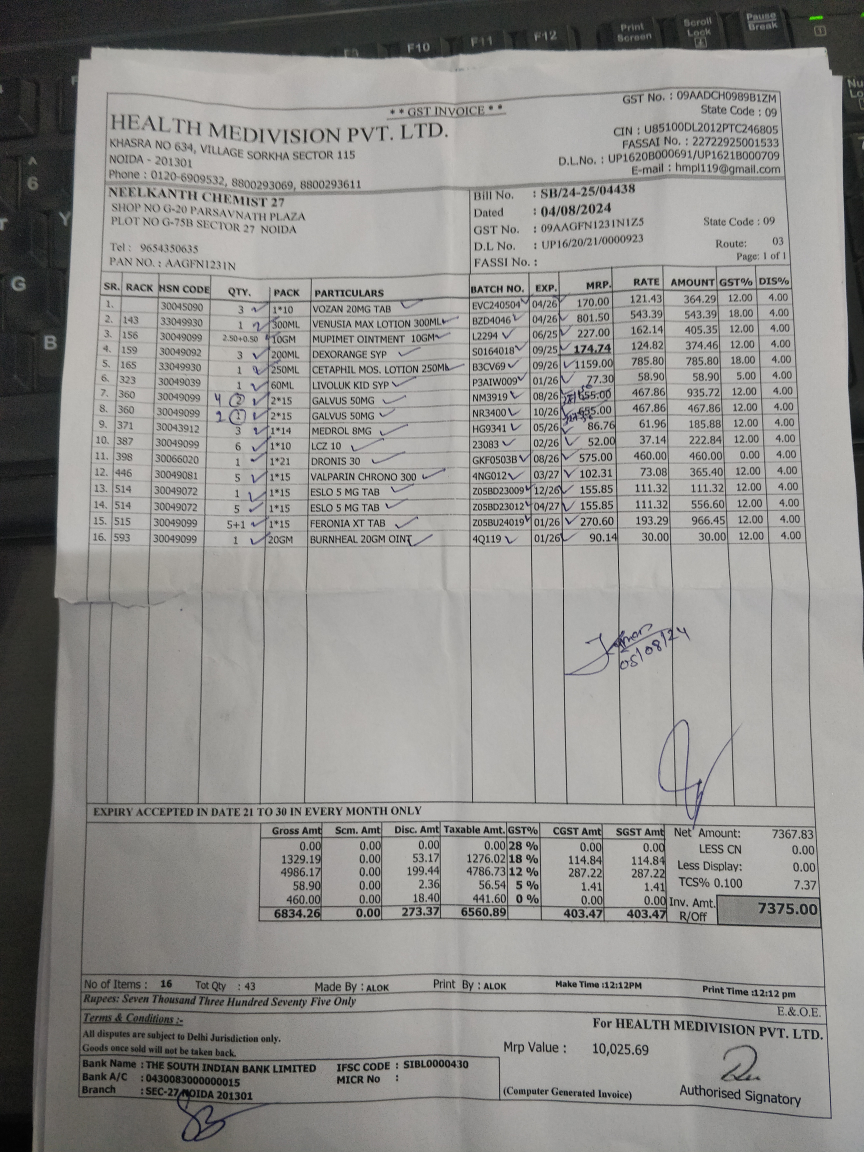 Print Screen
Scroll Lock
Pause Break
F10 F11 F12
6
Y
G
B
* * GST INVOICE * *
GST No. : 09AADCH0989B1ZM
State Code : 09
HEALTH MEDIVISION PVT. LTD.
KHASRA NO 634, VILLAGE SORKHA SECTOR 115
NOIDA - 201301
Phone : 0120-6909532, 8800293069, 8800293611
CIN : U85100DL2012PTC246805
FASSAI No. : 22722925001533
D.L.No. : UP1620B000691/UP1621B000709
E-mail : hmpl119@gmail.com
NEELKANTH CHEMIST 27
SHOP NO G-20 PARSAVNATH PLAZA
PLOT NO G-75B SECTOR 27 NOIDA
Tel : 9654350635
PAN NO. : AAGFN1231N
Bill No. : SB/24-25/04438
Dated : 04/08/2024
GST No. : 09AAGFN1231N1Z5 State Code : 09
D.L No. : UP16/20/21/0000923 Route: 03
FASSI No. : Page: 1 of 1
SR. RACK HSN CODE QTY. PACK PARTICULARS BATCH NO. EXP. MRP. RATE AMOUNT GST% DIS%
1. 30045090 3 1*10 VOZAN 20MG TAB EVC240504 04/26 170.00 121.43 364.29 12.00 4.00
2. 143 33049930 1 300ML VENUSIA MAX LOTION 300ML BZD4046 04/26 801.50 543.39 543.39 18.00 4.00
3. 156 30049099 2.50+0.50 10GM MUPIMET OINTMENT 10GM L2294 06/25 227.00 162.14 405.35 12.00 4.00
4. 159 30049092 3 200ML DEXORANGE SYP S0164018 09/25 174.74 124.82 374.46 12.00 4.00
5. 165 33049930 1 250ML CETAPHIL MOS. LOTION 250ML B3CV69 09/26 1159.00 785.80 785.80 18.00 4.00
6. 323 30049039 1 60ML LIVOLUK KID SYP P3AIW009 01/26 77.30 58.90 58.90 5.00 4.00
7. 360 30049099 4 2 2*15 GALVUS 50MG NM3919 08/26 655.00 467.86 935.72 12.00 4.00
8. 360 30049099 2 1 2*15 GALVUS 50MG NR3400 10/26 655.00 467.86 467.86 12.00 4.00
9. 371 30043912 3 1*14 MEDROL 8MG HG9341 05/26 86.76 61.96 185.88 12.00 4.00
10. 387 30049099 6 1*10 LCZ 10 23083 02/26 52.00 37.14 222.84 12.00 4.00
11. 398 30066020 1 1*21 DRONIS 30 GKF0503B 08/26 575.00 460.00 460.00 0.00 4.00
12. 446 30049081 5 1*15 VALPARIN CHRONO 300 4NG012 03/27 102.31 73.08 365.40 12.00 4.00
13. 514 30049072 1 1*15 ESLO 5 MG TAB Z05BD23009 12/26 155.85 111.32 111.32 12.00 4.00
14. 514 30049072 5 1*15 ESLO 5 MG TAB Z05BD23012 04/27 155.85 111.32 556.60 12.00 4.00
15. 515 30049099 5+1 1*15 FERONIA XT TAB Z05BU24019 01/26 270.60 193.29 966.45 12.00 4.00
16. 593 30049099 1 20GM BURNHEAL 20GM OINT 4Q119 01/26 90.14 30.00 30.00 12.00 4.00
05/08/24
EXPIRY ACCEPTED IN DATE 21 TO 30 IN EVERY MONTH ONLY
Gross Amt Scm. Amt Disc. Amt Taxable Amt. GST% CGST Amt SGST Amt
0.00 0.00 0.00 0.00 28 % 0.00 0.00
1329.19 0.00 53.17 1276.02 18 % 114.84 114.84
4986.17 0.00 199.44 4786.73 12 % 287.22 287.22
58.90 0.00 2.36 56.54 5 % 1.41 1.41
460.00 0.00 18.40 441.60 0 % 0.00 0.00
6834.26 0.00 273.37 6560.89 403.47 403.47
Net Amount: 7367.83
LESS CN 0.00
Less Display: 0.00
TCS% 0.100 7.37
Inv. Amt. R/Off 7375.00
No of Items : 16 Tot Qty : 43 Made By : ALOK Print By : ALOK Make Time :12:12PM Print Time :12:12 pm
Rupees: Seven Thousand Three Hundred Seventy Five Only
E.&.O.E.
Terms & Conditions :-
All disputes are subject to Delhi Jurisdiction only.
Goods once sold will not be taken back.
For HEALTH MEDIVISION PVT. LTD.
Mrp Value : 10,025.69
Bank Name : THE SOUTH INDIAN BANK LIMITED IFSC CODE : SIBL0000430
Bank A/C : 0430083000000015 MICR No :
Branch : SEC-27 NOIDA 201301
(Computer Generated Invoice)
Authorised Signatory